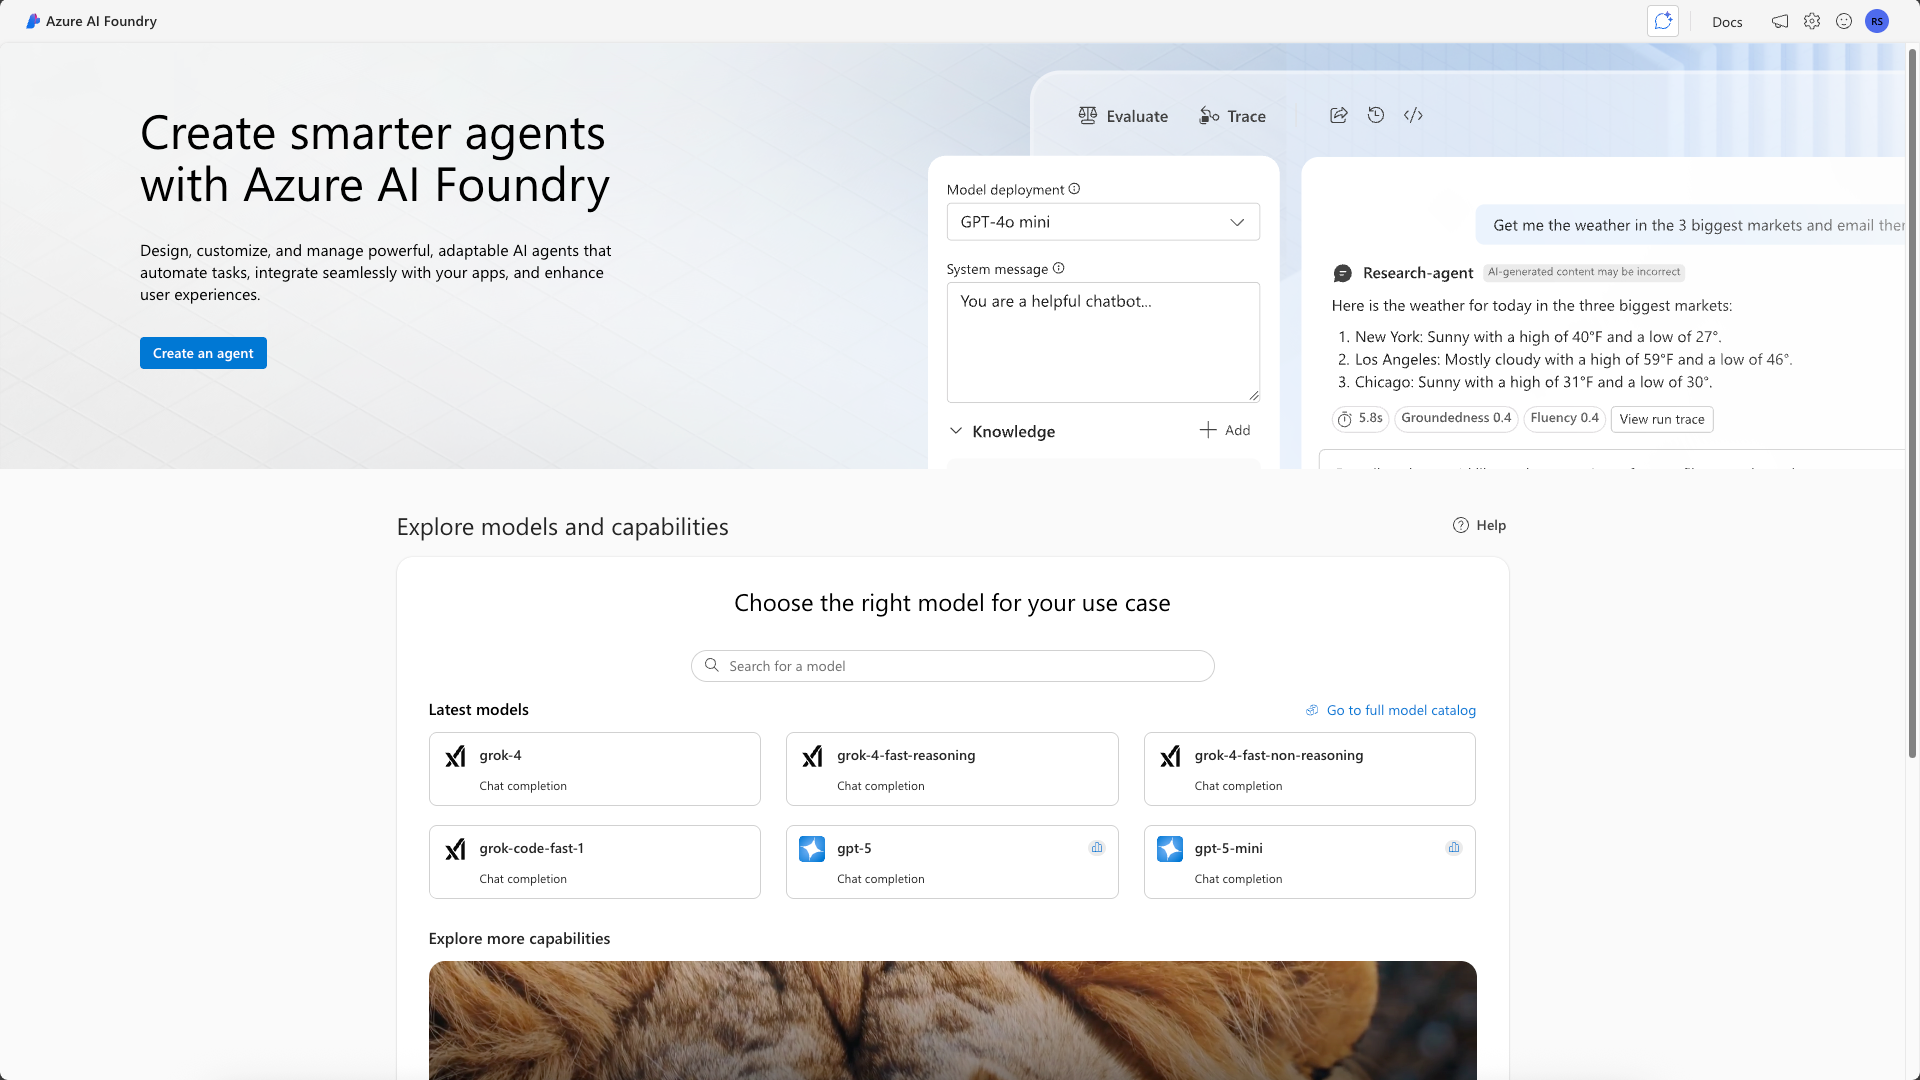 Azure AI Foundry
Docs
RS
Create smarter agents
with Azure AI Foundry
Design, customize, and manage powerful, adaptable AI agents that
automate tasks, integrate seamlessly with your apps, and enhance
user experiences.
Create an agent
Evaluate
Trace
Model deployment
GPT-4o mini
System message
You are a helpful chatbot...
Knowledge
Add
Get me the weather in the 3 biggest markets and email
Research-agent
AI-generated content may be incorrect
Here is the weather for today in the three biggest markets:
1. New York: Sunny with a high of 40°F and a low of 27°.
2. Los Angeles: Mostly cloudy with a high of 59°F and a low of 46°.
3. Chicago: Sunny with a high of 31°F and a low of 30°.
5.8s
Groundedness 0.4
Fluency 0.4
View run trace
Explore models and capabilities
Help
Choose the right model for your use case
Search for a model
Latest models
Go to full model catalog
grok-4
Chat completion
grok-4-fast-reasoning
Chat completion
grok-4-fast-non-reasoning
Chat completion
grok-code-fast-1
Chat completion
gpt-5
Chat completion
gpt-5-mini
Chat completion
Explore more capabilities